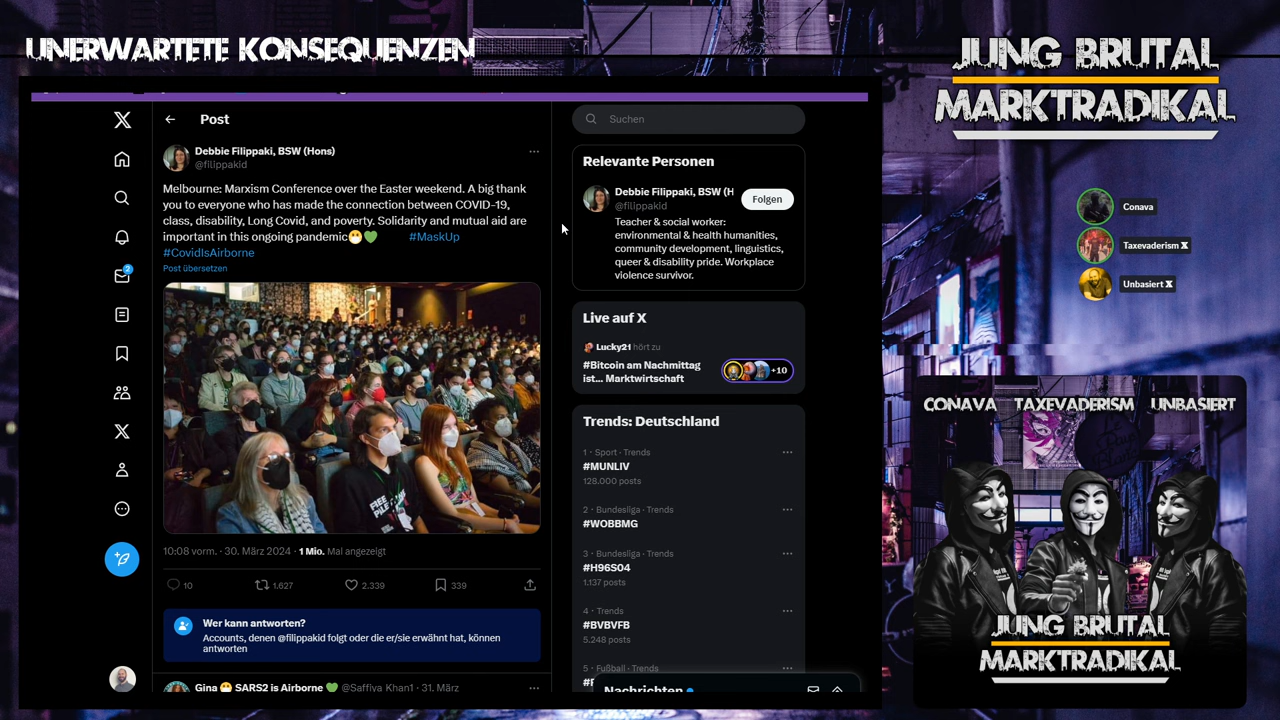 UNERWARTETE KONSEQUENZEN
JUNG BRUTAL
MARKTRADIKAL
Post
Debbie Filippaki, BSW (Hons)
@filippakid
Melbourne: Marxism Conference over the Easter weekend. A big thank
you to everyone who has made the connection between COVID-19,
class, disability, Long Covid, and poverty. Solidarity and mutual aid are
important in this ongoing pandemic😷💚 #MaskUp
#CovidIsAirborne
Post übersetzen
FREE
10:08 vorm. · 30. März 2024 · 1 Mio. Mal angezeigt
10 1.627 2.339 339
Wer kann antworten?
Accounts, denen @filippakid folgt oder die er/sie erwähnt hat, können
antworten
Gina 😷 SARS2 is Airborne 💚 @Saffiya_Khan1 · 31. März
2
Suchen
Relevante Personen
Debbie Filippaki, BSW (H
@filippakid
Folgen
Teacher & social worker:
environmental & health humanities,
community development, linguistics,
queer & disability pride. Workplace
violence survivor.
Live auf X
Lucky21 hört zu
#Bitcoin am Nachmittag
ist... Marktwirtschaft
+10
Trends: Deutschland
1 · Sport · Trends
#MUNLIV
128.000 posts
2 · Bundesliga · Trends
#WOBBMG
3 · Bundesliga · Trends
#H96S04
1.137 posts
4 · Trends
#BVBVFB
5.248 posts
5 · Fußball · Trends
Nachrichten
Conava
Taxevaderism X
Unbasiert X
CONAVA TAXEVADERISM UNBASIERT
JUNG BRUTAL
MARKTRADIKAL